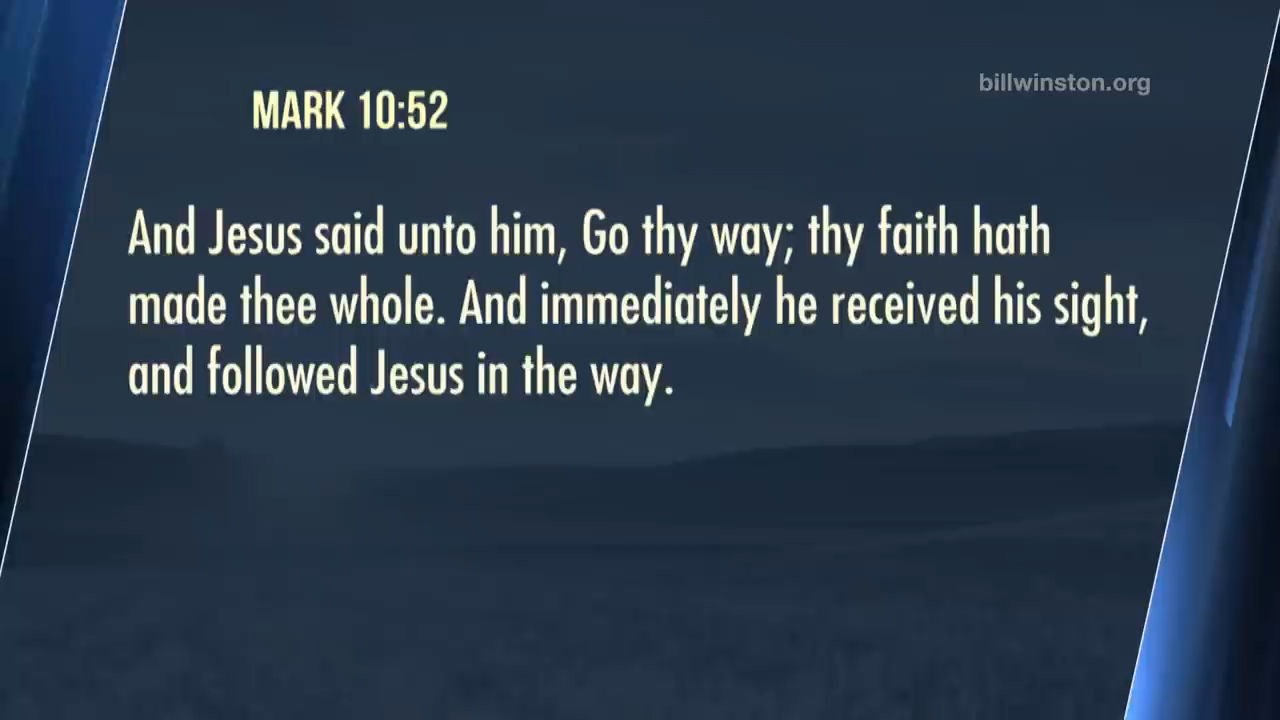 billwinston.org
MARK 10:52
And Jesus said unto him, Go thy way; thy faith hath
made thee whole. And immediately he received his sight,
and followed Jesus in the way.